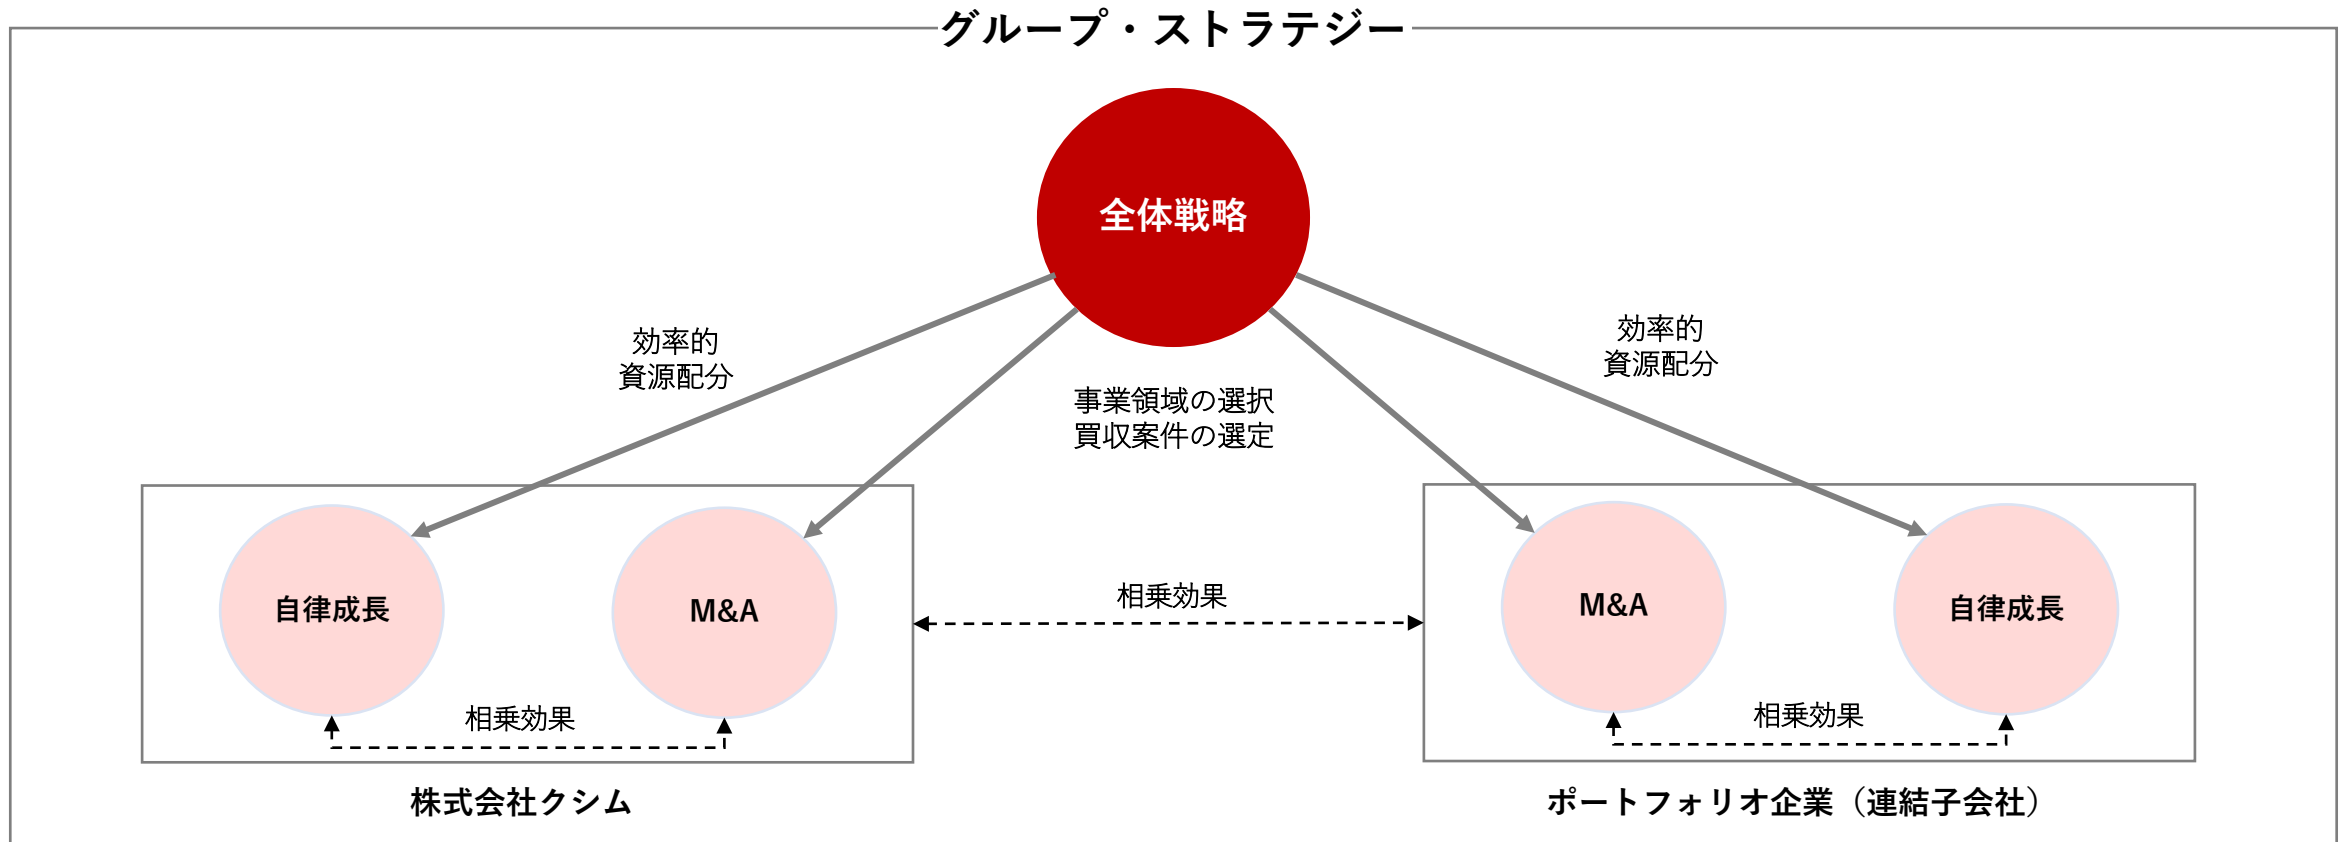 グループ・ストラテジー
全体戦略
効率的
資源配分
効率的
資源配分
事業領域の選択
買収案件の選定
自律成長
M&A
相乗効果
M&A
自律成長
相乗効果
相乗効果
株式会社クシム
ポートフォリオ企業（連結子会社）